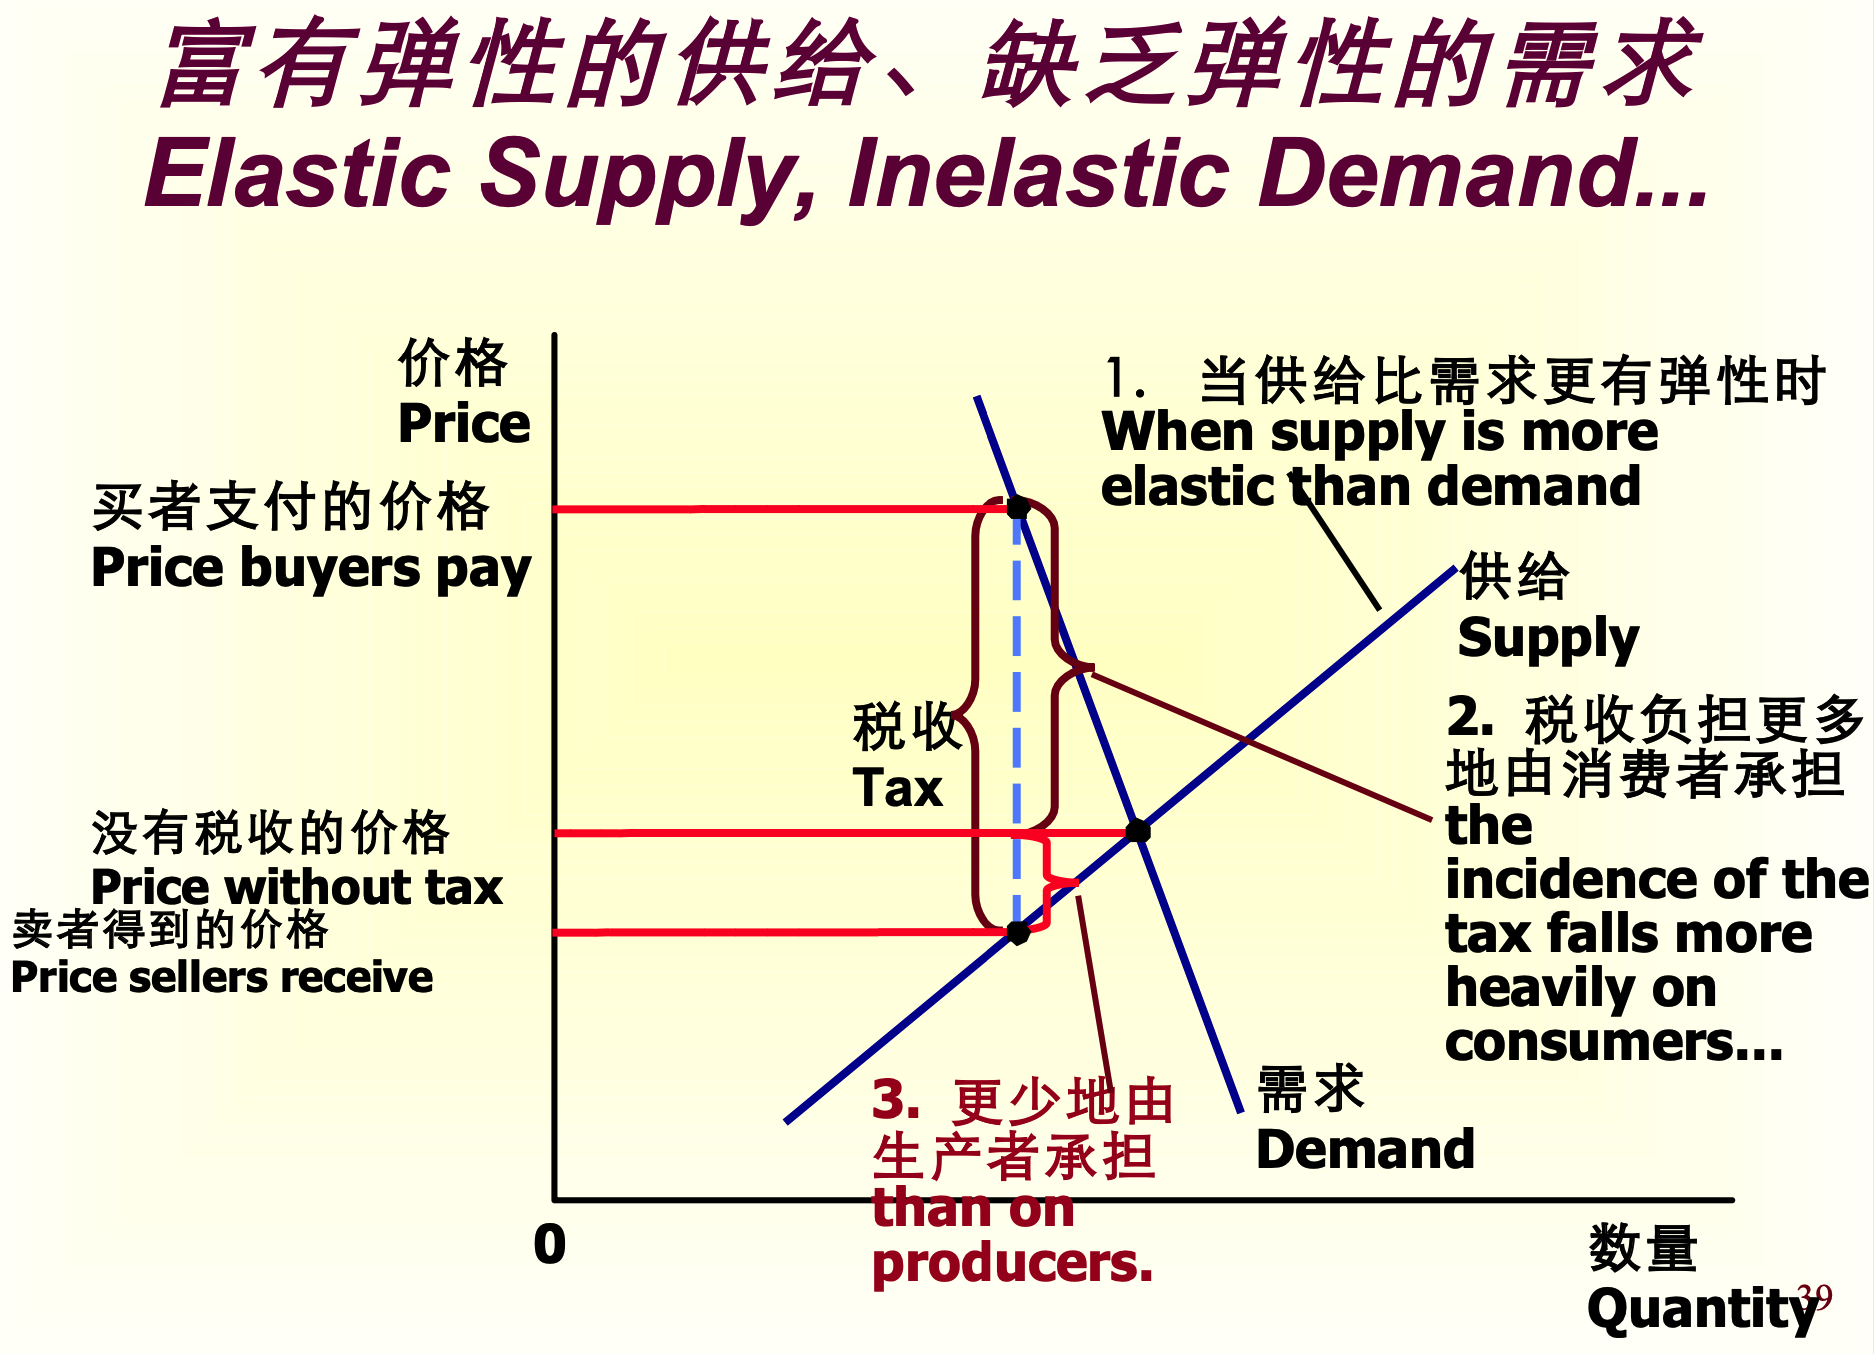 富有弹性的供给、缺乏弹性的需求
Elastic Supply, Inelastic Demand...
价格
Price
1. 当供给比需求更有弹性时
When supply is more
elastic than demand
买者支付的价格
Price buyers pay
供给
Supply
税收
Tax
2. 税收负担更多
地由消费者承担
the
incidence of the
tax falls more
heavily on
consumers...
没有税收的价格
Price without tax
卖者得到的价格
Price sellers receive
3. 更少地由
生产者承担
than on
producers.
需求
Demand
0
数量
Quantity
39